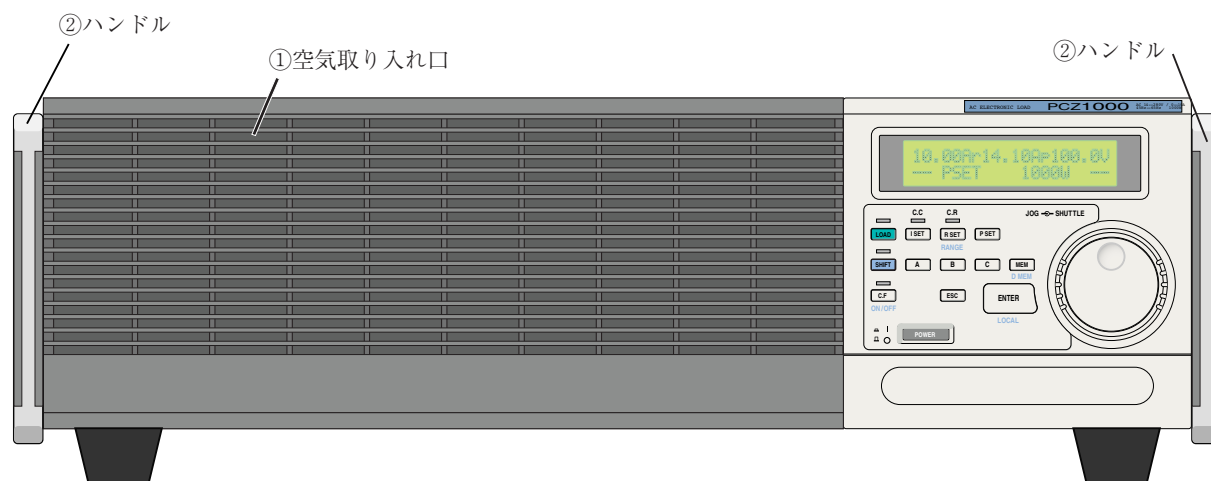 ②ハンドル
①空気取り入れ口
②ハンドル
AC ELECTRONIC LOAD PCZ1000
10.00Ar14.10Ap100.0V
---- PSET 1000W ----
C.C C.R JOG SHUTTLE
LOAD I SET R SET P SET
RANGE
SHIFT A B C MEM
D MEM
C.F ESC ENTER
ON/OFF LOCAL
POWER